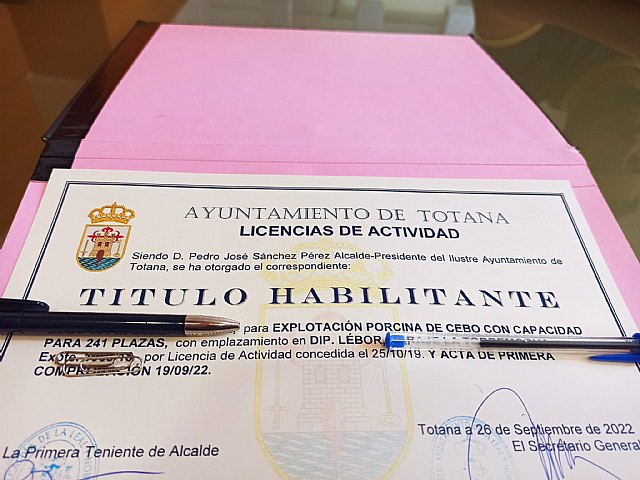 AYUNTAMIENTO DE TOTANA
LICENCIAS DE ACTIVIDAD
Siendo D. Pedro José Sánchez Pérez Alcalde-Presidente del Ilustre Ayuntamiento de
Totana, se ha otorgado el correspondiente:
TITULO HABILITANTE
para EXPLOTACIÓN PORCINA DE CEBO CON CAPACIDAD
PARA 241 PLAZAS, con emplazamiento en DIP. LÉBOR,
Expte. por Licencia de Actividad concedida el 25/10/19. Y ACTA DE PRIMERA
19/09/22.
Totana a 26 de Septiembre de 2022
La Primera Teniente de Alcalde
El Secretario General